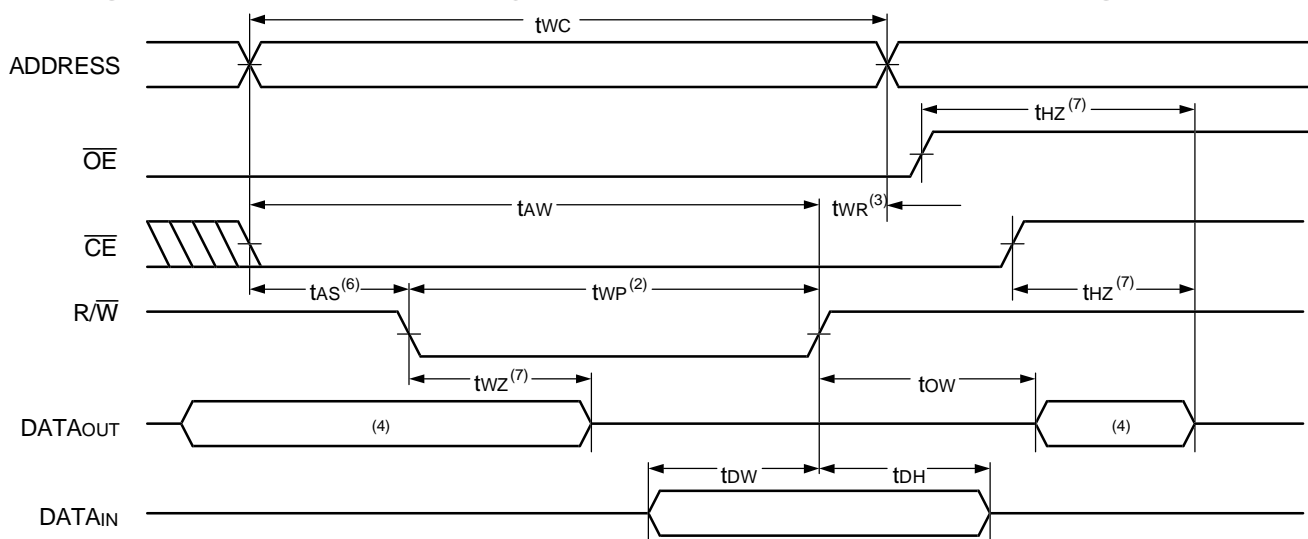 tWC
ADDRESS
tHZ(7)
OE
tAW
tWR(3)
CE
tAS(6)
tWP(2)
tHZ(7)
R/W
tWZ(7)
tOW
DATAOUT
(4)
(4)
tDW
tDH
DATAIN